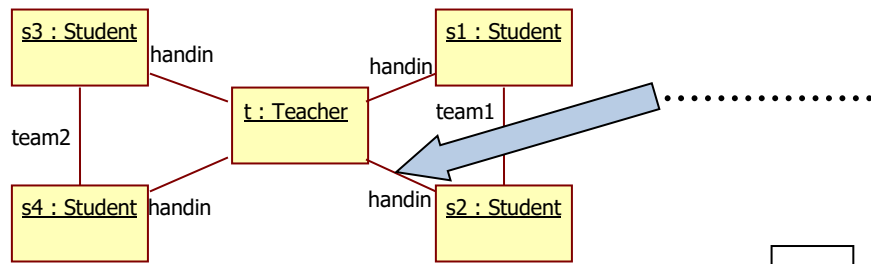 s3 : Student
handin
s1 : Student
handin
t : Teacher
team1
team2
s4 : Student
handin
handin
s2 : Student